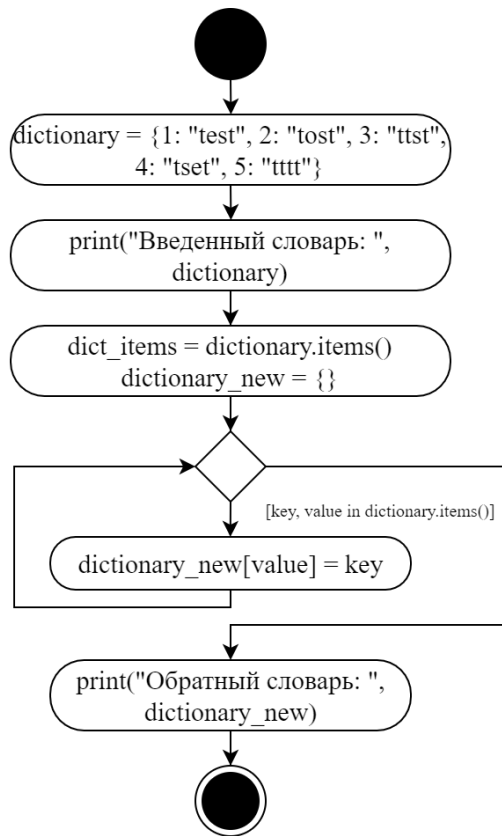 dictionary = {1: "test", 2: "tost", 3: "ttst",
4: "tset", 5: "tttt"}
print("Введенный словарь: ",
dictionary)
dict_items = dictionary.items()
dictionary_new = {}
[key, value in dictionary.items()]
dictionary_new[value] = key
print("Обратный словарь: ",
dictionary_new)